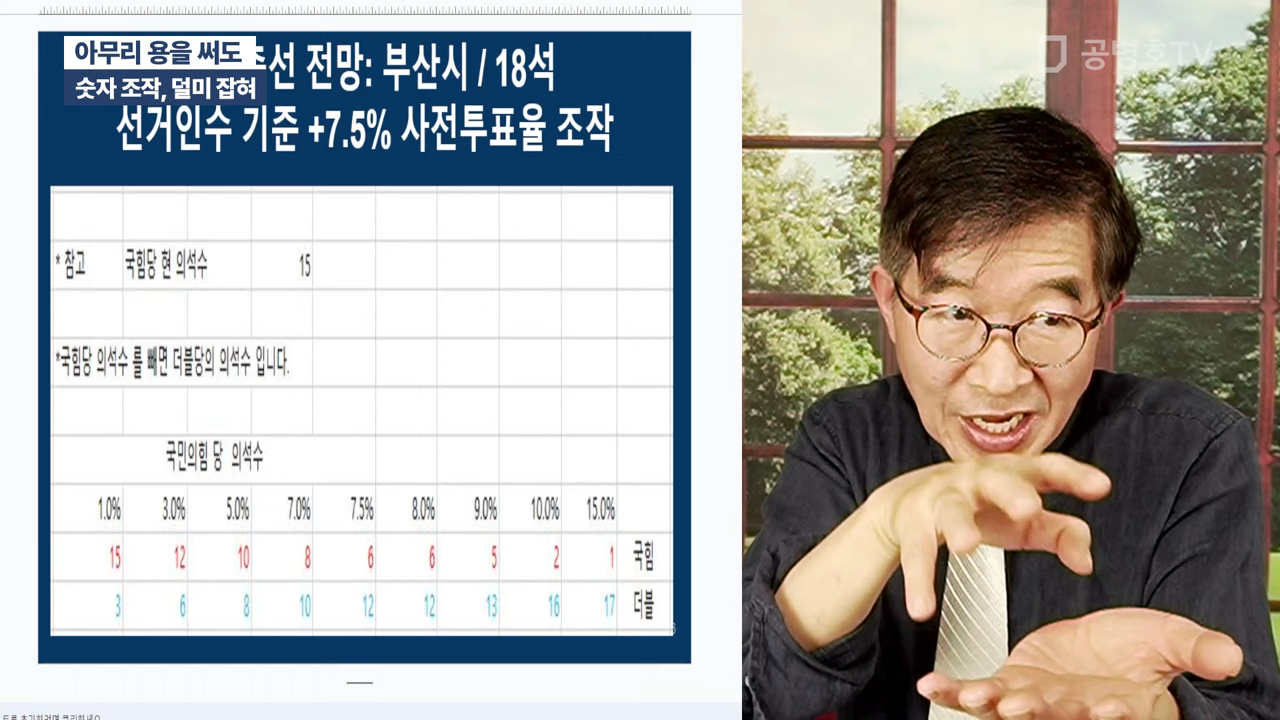 아무리 용을 써도
숫자 조작, 덜미 잡혀
공병호TV
초선 전망: 부산시 / 18석
선거인수 기준 +7.5% 사전투표율 조작
* 참고 국힘당 현 의석수 15
*국힘당 의석수 를 빼면 더블당의 의석수 입니다.
국민의힘 당 의석수
1.0% 3.0% 5.0% 7.0% 7.5% 8.0% 9.0% 10.0% 15.0%
15 12 10 8 6 6 5 2 1 국힘
3 6 8 10 12 12 13 16 17 더블